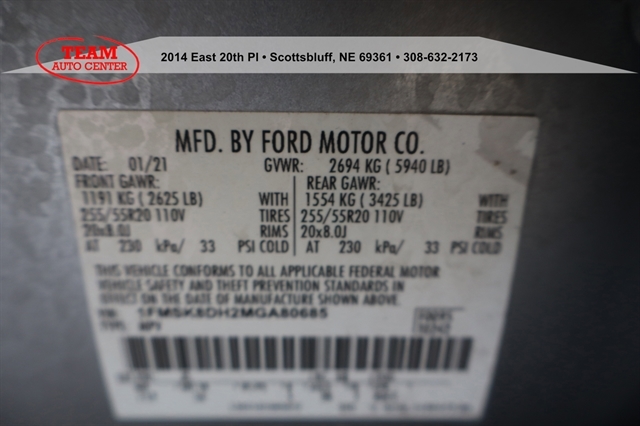 TEAM
AUTO CENTER
2014 East 20th Pl • Scottsbluff, NE 69361 • 308-632-2173
MFD. BY FORD MOTOR CO.
DATE: 01/21 GVWR: 2694 KG ( 5940 LB)
FRONT GAWR: REAR GAWR:
1191 KG ( 2625 LB) WITH 1554 KG ( 3425 LB) WITH
255/55R20 110V TIRES 255/55R20 110V TIRES
20x8.0J RIMS 20x8.0J RIMS
AT 230 kPa/ 33 PSI COLD AT 230 kPa/ 33 PSI COLD
THIS VEHICLE CONFORMS TO ALL APPLICABLE FEDERAL MOTOR
VEHICLE SAFETY AND THEFT PREVENTION STANDARDS IN
EFFECT ON THE DATE OF MANUFACTURE SHOWN ABOVE.
VIN: 1FMSK8DH2MGA80685
TYPE: MPV